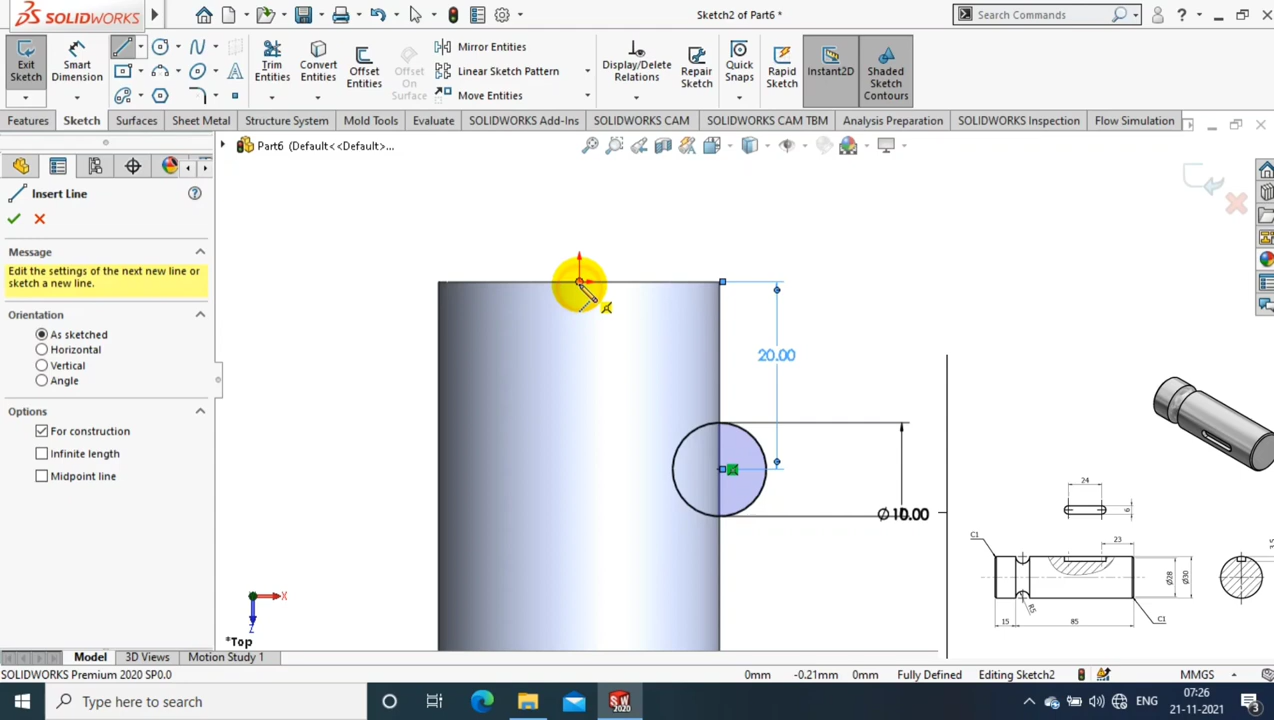 SOLIDWORKS
Sketch2 of Part6 *
Search Commands
?
Exit Sketch
Smart Dimension
Trim Entities
Convert Entities
Offset Entities
Offset On Surface
Mirror Entities
Linear Sketch Pattern
Move Entities
Display/Delete Relations
Repair Sketch
Quick Snaps
Rapid Sketch
Instant2D
Shaded Sketch Contours
Features
Sketch
Surfaces
Sheet Metal
Structure System
Mold Tools
Evaluate
SOLIDWORKS Add-Ins
SOLIDWORKS CAM
SOLIDWORKS CAM TBM
Analysis Preparation
SOLIDWORKS Inspection
Flow Simulation
Part6 (Default<<Default>...
Insert Line
?
Message
Edit the settings of the next new line or
sketch a new line.
Orientation
As sketched
Horizontal
Vertical
Angle
Options
For construction
Infinite length
Midpoint line
20.00
Ø 10.00
24
6
C1
23
Ø28
Ø30
R5
15
85
C1
X
Z
*Top
Model
3D Views
Motion Study 1
SOLIDWORKS Premium 2020 SP0.0
0mm
-0.21mm
0mm
Fully Defined
Editing Sketch2
MMGS
Type here to search
SW
2020
ENG
07:26
21-11-2021
3